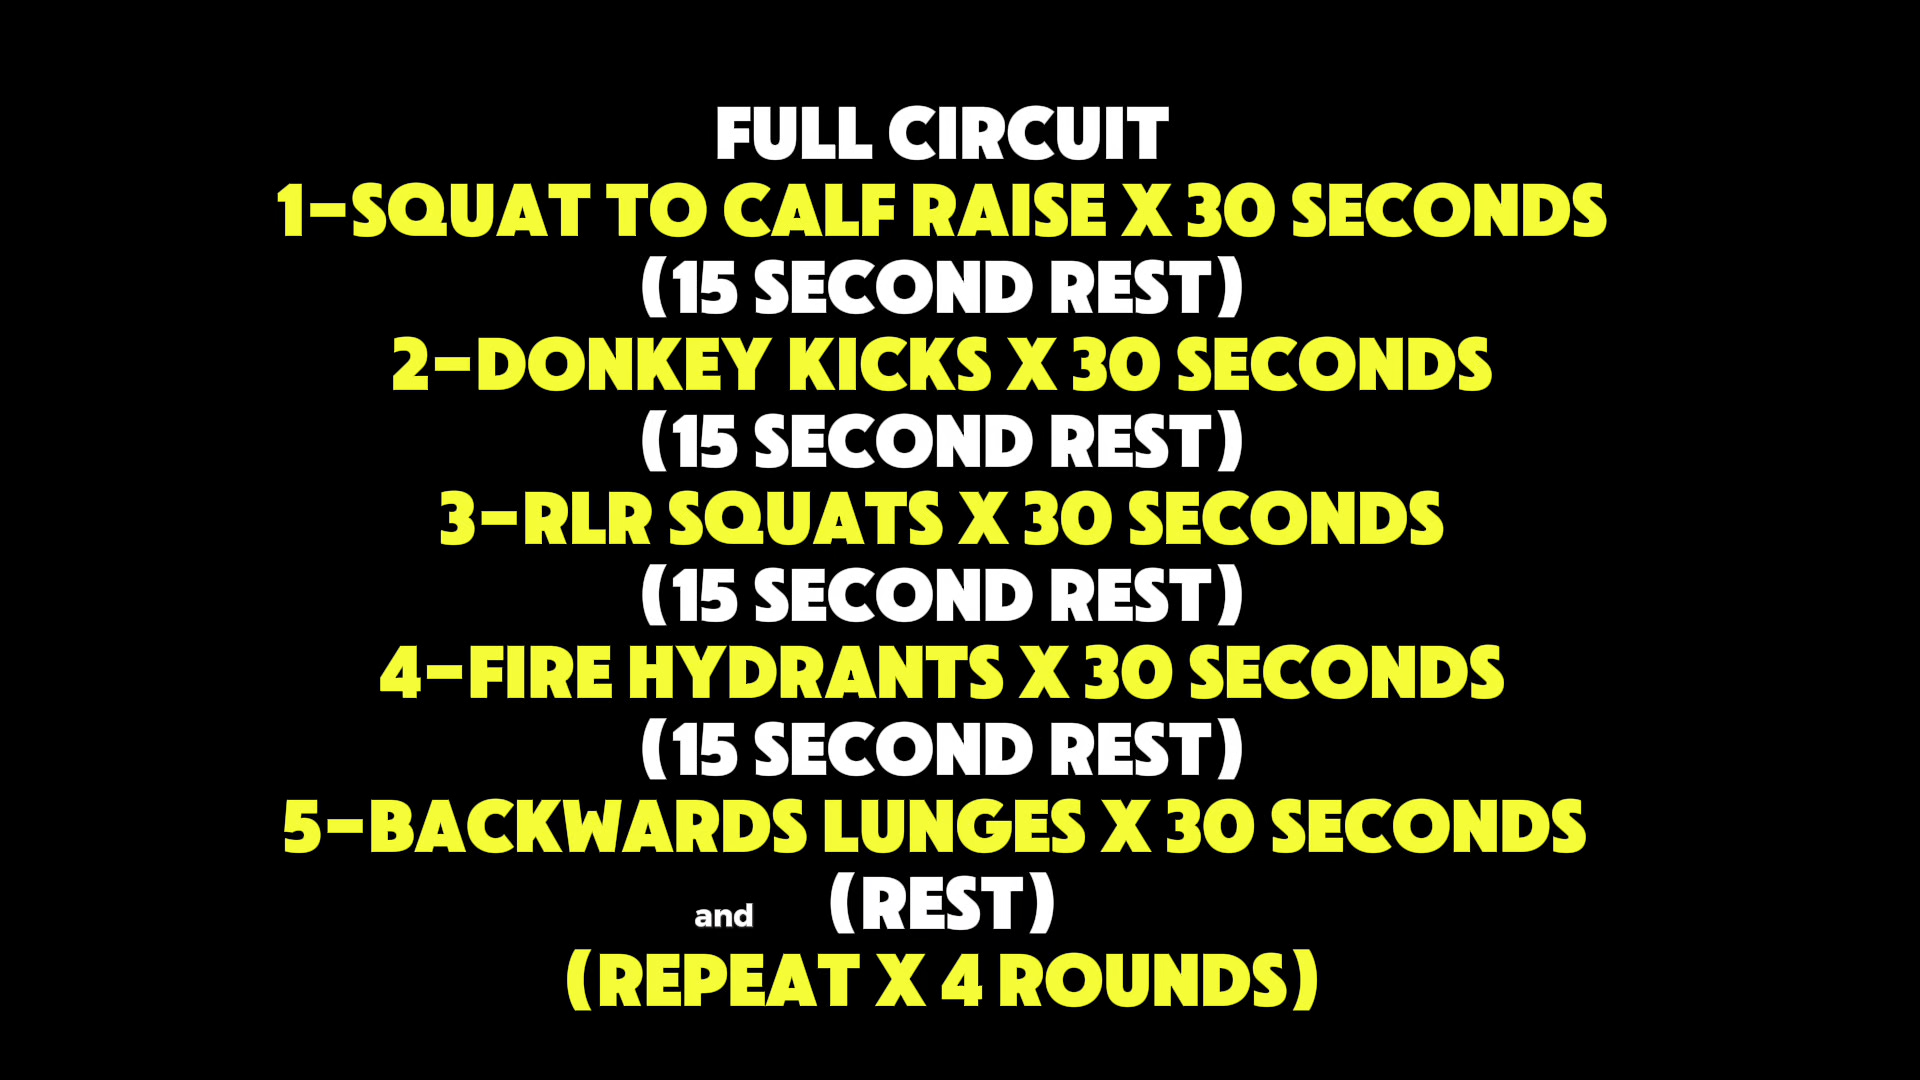 FULL CIRCUIT
1-SQUAT TO CALF RAISE X 30 SECONDS
(15 SECOND REST)
2-DONKEY KICKS X 30 SECONDS
(15 SECOND REST)
3-RLR SQUATS X 30 SECONDS
(15 SECOND REST)
4-FIRE HYDRANTS X 30 SECONDS
(15 SECOND REST)
5-BACKWARDS LUNGES X 30 SECONDS
and (REST)
(REPEAT X 4 ROUNDS)